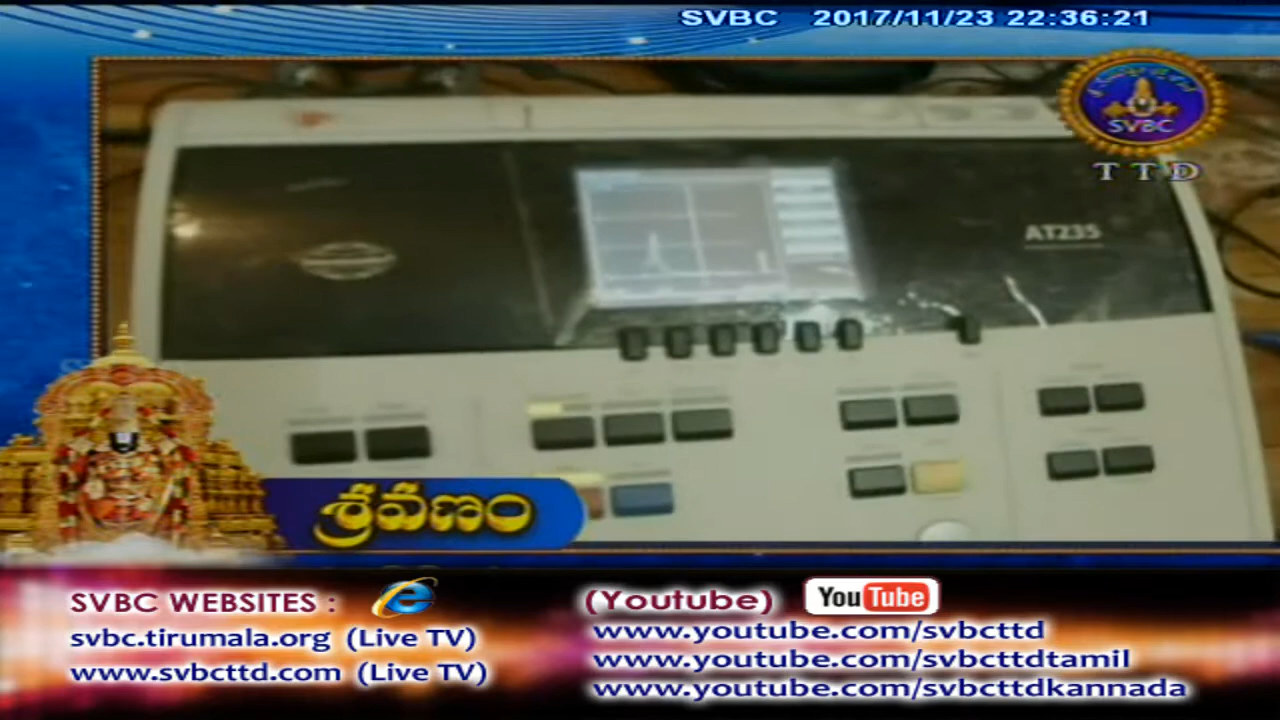 SVBC 2017/11/23 22:36:21
SVBC
T T D
AT235
శ్రవణం
SVBC WEBSITES :
svbc.tirumala.org (Live TV)
www.svbcttd.com (Live TV)
(Youtube) YouTube
www.youtube.com/svbcttd
www.youtube.com/svbcttdtamil
www.youtube.com/svbcttdkannada